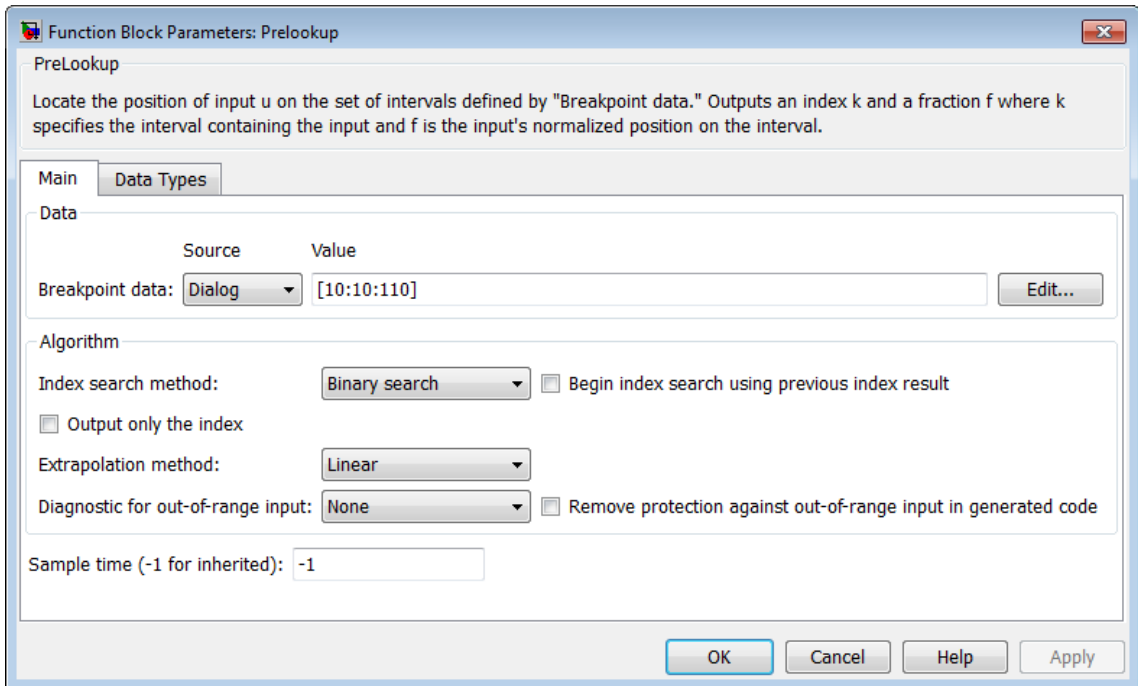 Function Block Parameters: Prelookup
PreLookup
Locate the position of input u on the set of intervals defined by "Breakpoint data." Outputs an index k and a fraction f where k
specifies the interval containing the input and f is the input's normalized position on the interval.
Main Data Types
Data
Source Value
Breakpoint data: Dialog [10:10:110] Edit...
Algorithm
Index search method: Binary search Begin index search using previous index result
Output only the index
Extrapolation method: Linear
Diagnostic for out-of-range input: None Remove protection against out-of-range input in generated code
Sample time (-1 for inherited): -1
OK Cancel Help Apply